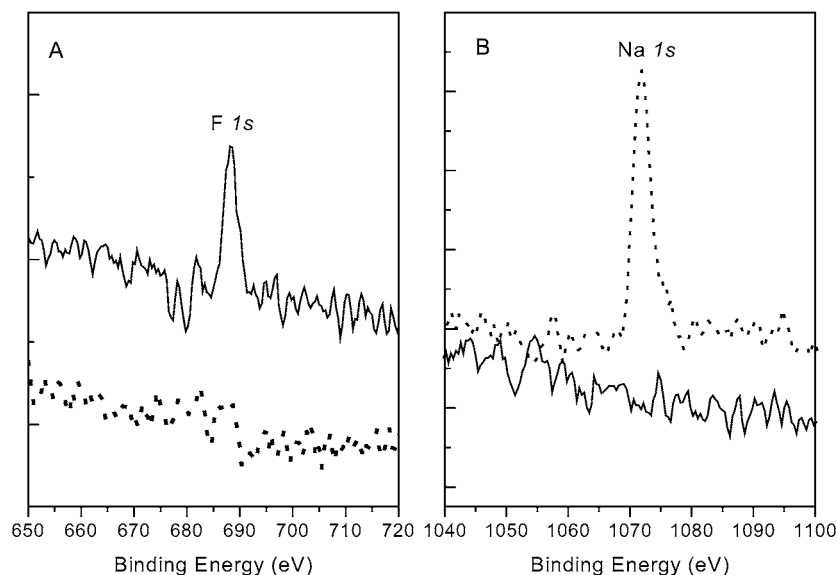 A
F 1s
650 660 670 680 690 700 710 720
Binding Energy (eV)
B
Na 1s
1040 1050 1060 1070 1080 1090 1100
Binding Energy (eV)